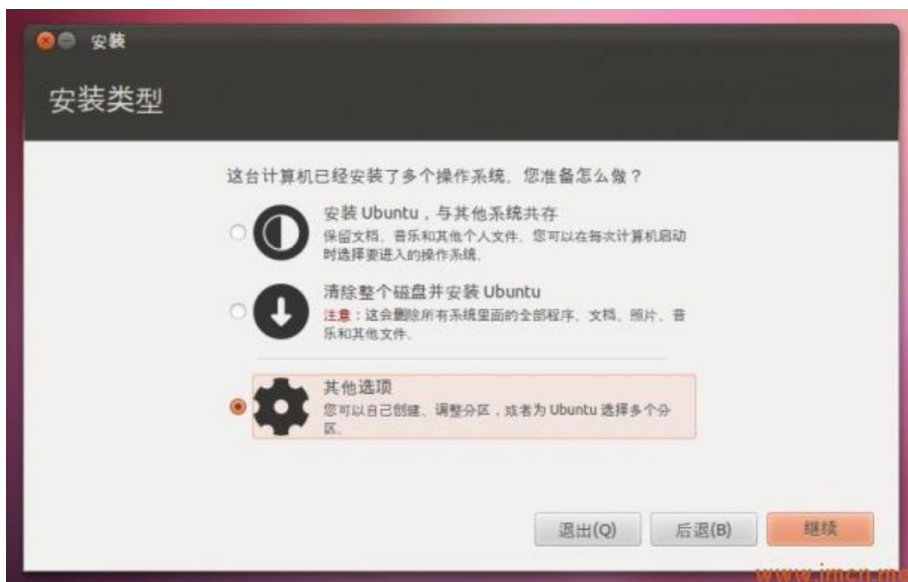 安装
安装类型
这台计算机已经安装了多个操作系统。您准备怎么做？
安装 Ubuntu，与其他系统共存
保留文档、音乐和其他个人文件。您可以在每次计算机启动
时选择要进入的操作系统。
清除整个磁盘并安装 Ubuntu
注意：这会删除所有系统里面的全部程序、文档、照片、音
乐和其他文件。
其他选项
您可以自己创建、调整分区，或者为 Ubuntu 选择多个分
区。
退出(Q)
后退(B)
继续
www.imcn.me